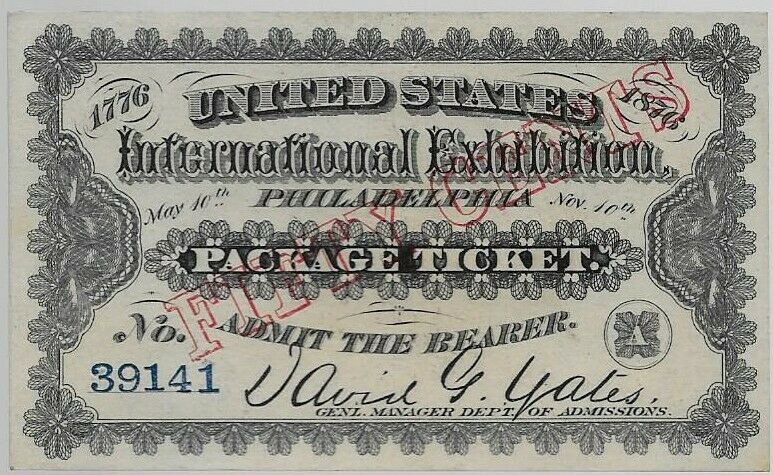 1776
1876
UNITED STATES
International Exhibition,
May 10th
PHILADELPHIA
Nov. 10th
FIFTY CENTS
PACKAGE TICKET.
No.
ADMIT THE BEARER.
A
39141
David G. Yates,
GENL. MANAGER DEPT. OF ADMISSIONS.